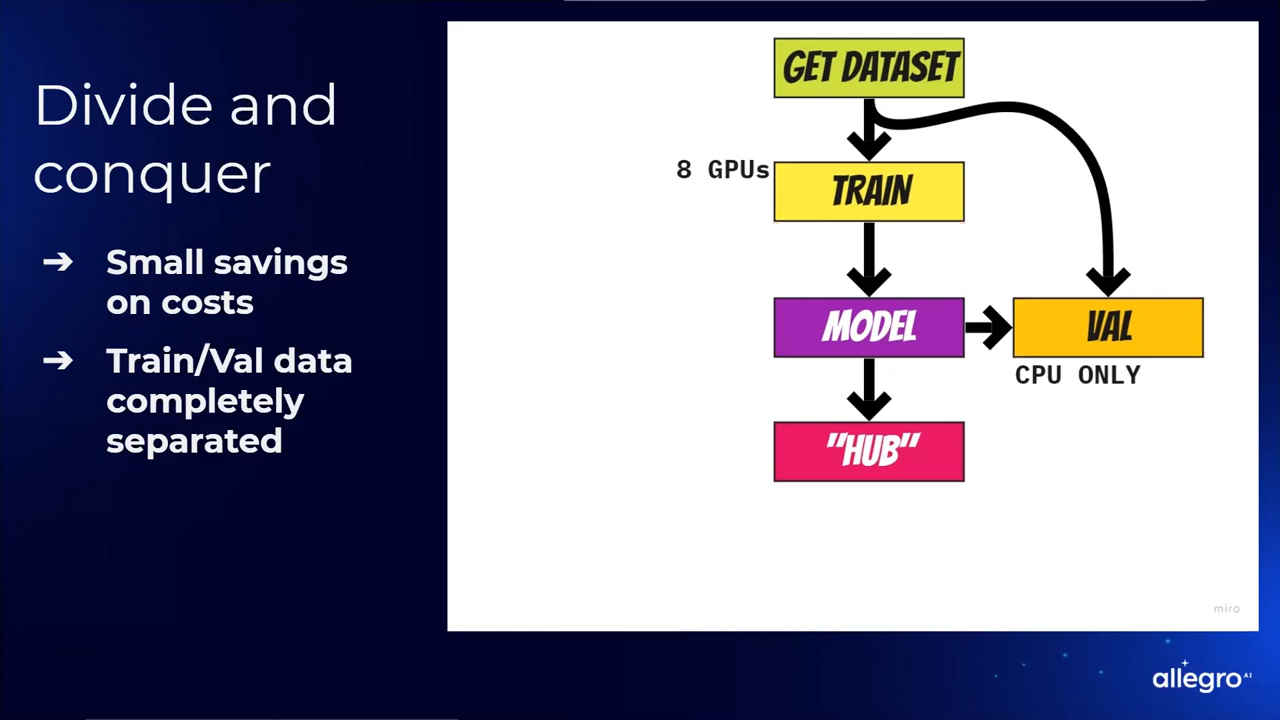 Divide and
conquer
➔ Small savings
on costs
➔ Train/Val data
completely
separated
GET DATASET
8 GPUs
TRAIN
MODEL
VAL
CPU ONLY
"HUB"
miro
allegro AI